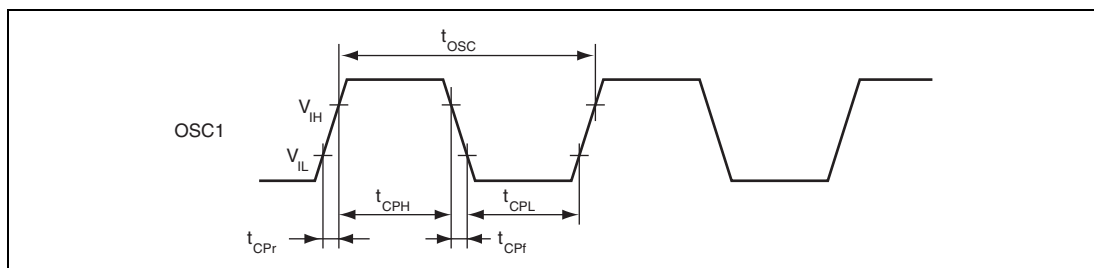 tOSC
VIH
OSC1
VIL
tCPH
tCPL
tCPr
tCPf